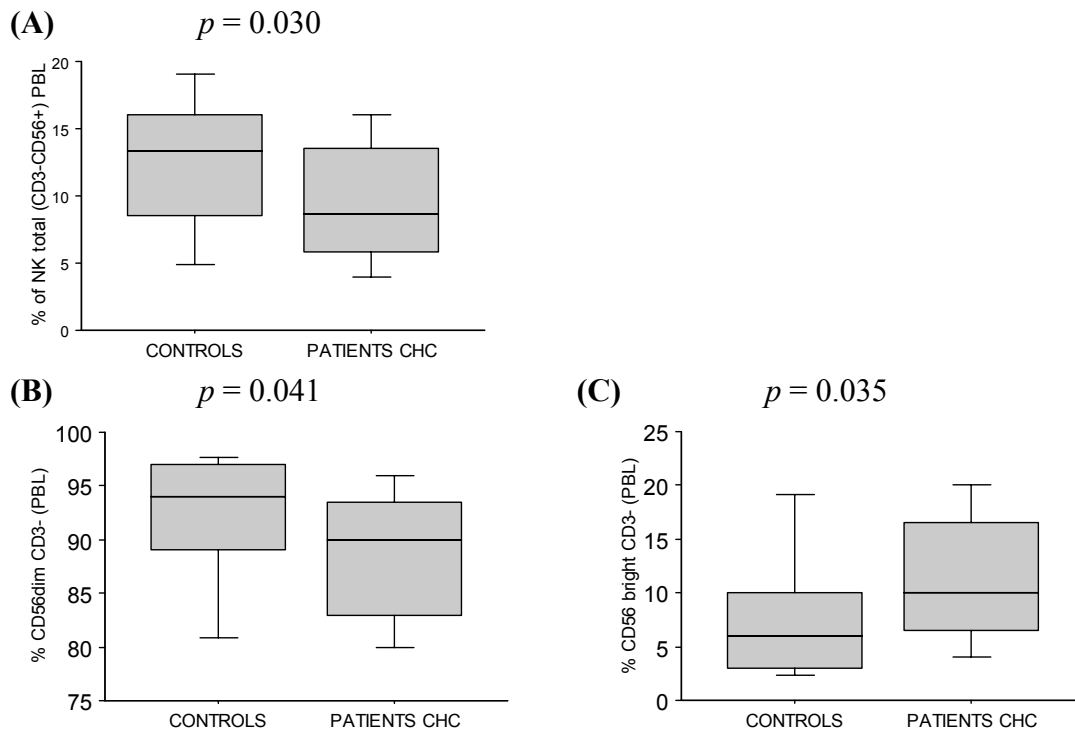 (A) p = 0.030
% of NK total (CD3-CD56+) PBL
20
15
10
5
0
CONTROLS PATIENTS CHC
(B) p = 0.041
% CD56dim CD3- (PBL)
100
95
90
85
80
75
CONTROLS PATIENTS CHC
(C) p = 0.035
% CD56 bright CD3- (PBL)
25
20
15
10
5
0
CONTROLS PATIENTS CHC